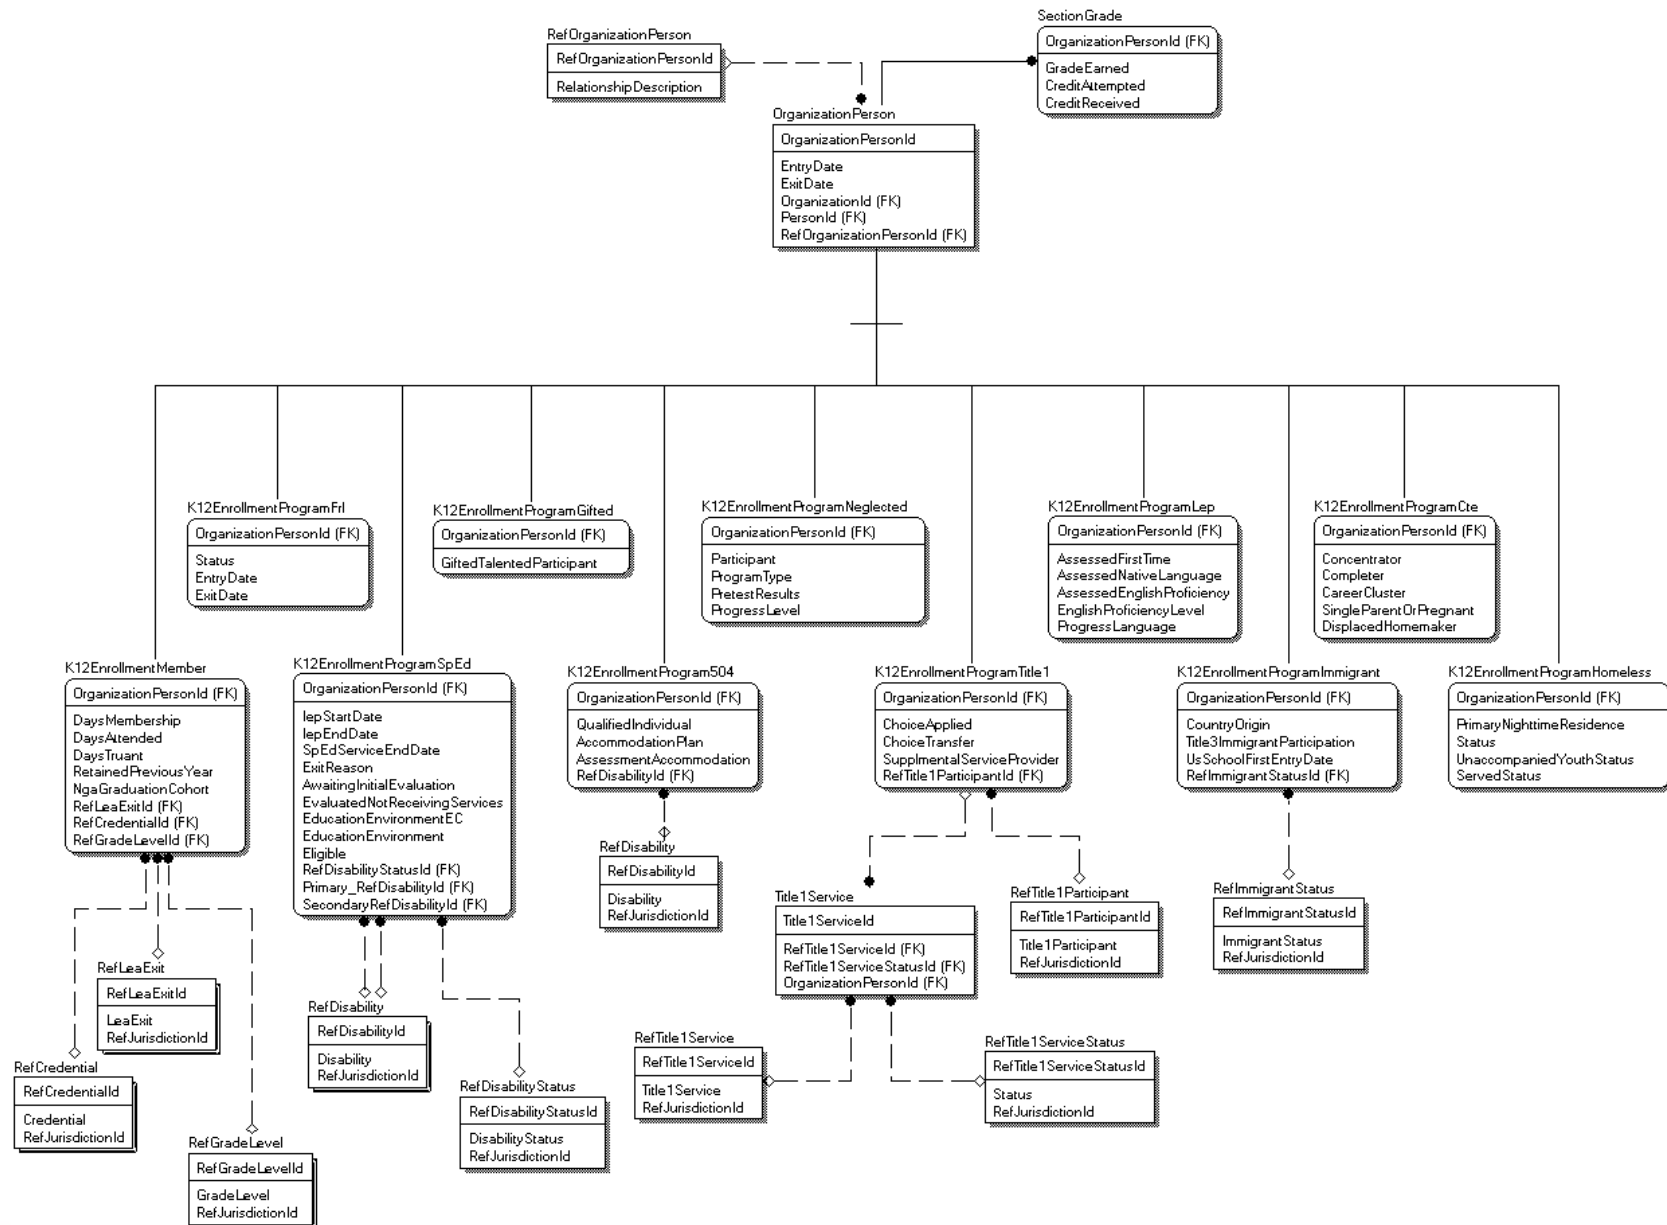 SectionGrade
OrganizationPersonId (FK)
GradeEarned
CreditAttempted
CreditReceived
RefOrganizationPerson
RefOrganizationPersonId
RelationshipDescription
OrganizationPerson
OrganizationPersonId
EntryDate
ExitDate
OrganizationId (FK)
PersonId (FK)
RefOrganizationPersonId (FK)
K12EnrollmentProgramFrl
OrganizationPersonId (FK)
Status
EntryDate
ExitDate
K12EnrollmentProgramGifted
OrganizationPersonId (FK)
GiftedTalentedParticipant
K12EnrollmentProgramNeglected
OrganizationPersonId (FK)
Participant
ProgramType
PretestResults
ProgressLevel
K12EnrollmentProgramLep
OrganizationPersonId (FK)
AssessedFirstTime
AssessedNativeLanguage
AssessedEnglishProficiency
EnglishProficiencyLevel
ProgressLanguage
K12EnrollmentProgramCte
OrganizationPersonId (FK)
Concentrator
Completer
CareerCluster
SingleParentOrPregnant
DisplacedHomemaker
K12EnrollmentMember
OrganizationPersonId (FK)
DaysMembership
DaysAttended
DaysTruant
RetainedPreviousYear
NgaGraduationCohort
RefLeaExitId (FK)
RefCredentialId (FK)
RefGradeLevelId (FK)
K12EnrollmentProgramSpEd
OrganizationPersonId (FK)
IepStartDate
IepEndDate
SpEdServiceEndDate
ExitReason
AwaitingInitialEvaluation
EvaluatedNotReceivingServices
EducationEnvironmentEC
EducationEnvironment
Eligible
RefDisabilityStatusId (FK)
Primary_RefDisabilityId (FK)
SecondaryRefDisabilityId (FK)
K12EnrollmentProgram504
OrganizationPersonId (FK)
QualifiedIndividual
AccommodationPlan
AssessmentAccommodation
RefDisabilityId (FK)
K12EnrollmentProgramTitle1
OrganizationPersonId (FK)
ChoiceApplied
ChoiceTransfer
SupplmentalServiceProvider
RefTitle1ParticipantId (FK)
K12EnrollmentProgramImmigrant
OrganizationPersonId (FK)
CountryOrigin
Title3ImmigrantParticipation
UsSchoolFirstEntryDate
RefImmigrantStatusId (FK)
K12EnrollmentProgramHomeless
OrganizationPersonId (FK)
PrimaryNighttimeResidence
Status
UnaccompaniedYouthStatus
ServedStatus
RefDisability
RefDisabilityId
Disability
RefJurisdictionId
Title1Service
Title1ServiceId
RefTitle1ServiceId (FK)
RefTitle1ServiceStatusId (FK)
OrganizationPersonId (FK)
RefTitle1Participant
RefTitle1ParticipantId
Title1Participant
RefJurisdictionId
RefImmigrantStatus
RefImmigrantStatusId
ImmigrantStatus
RefJurisdictionId
RefLeaExit
RefLeaExitId
LeaExit
RefJurisdictionId
RefDisability
RefDisabilityId
Disability
RefJurisdictionId
RefTitle1Service
RefTitle1ServiceId
Title1Service
RefJurisdictionId
RefTitle1ServiceStatus
RefTitle1ServiceStatusId
Status
RefJurisdictionId
RefCredential
RefCredentialId
Credential
RefJurisdictionId
RefDisabilityStatus
RefDisabilityStatusId
DisabilityStatus
RefJurisdictionId
RefGradeLevel
RefGradeLevelId
GradeLevel
RefJurisdictionId